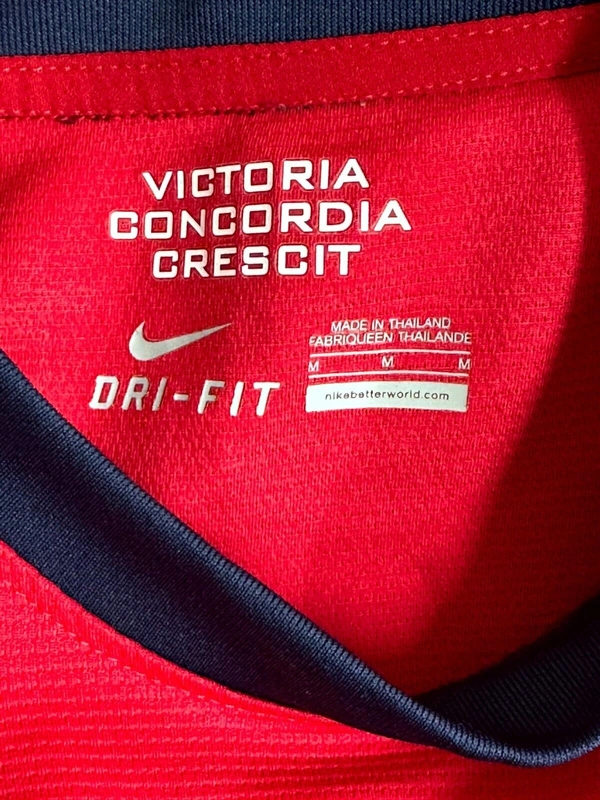 VICTORIA
CONCORDIA
CRESCIT
DRI-FIT
MADE IN THAILAND
FABRIQUEEN THAILANDE
M M M
nikebetterworld.com